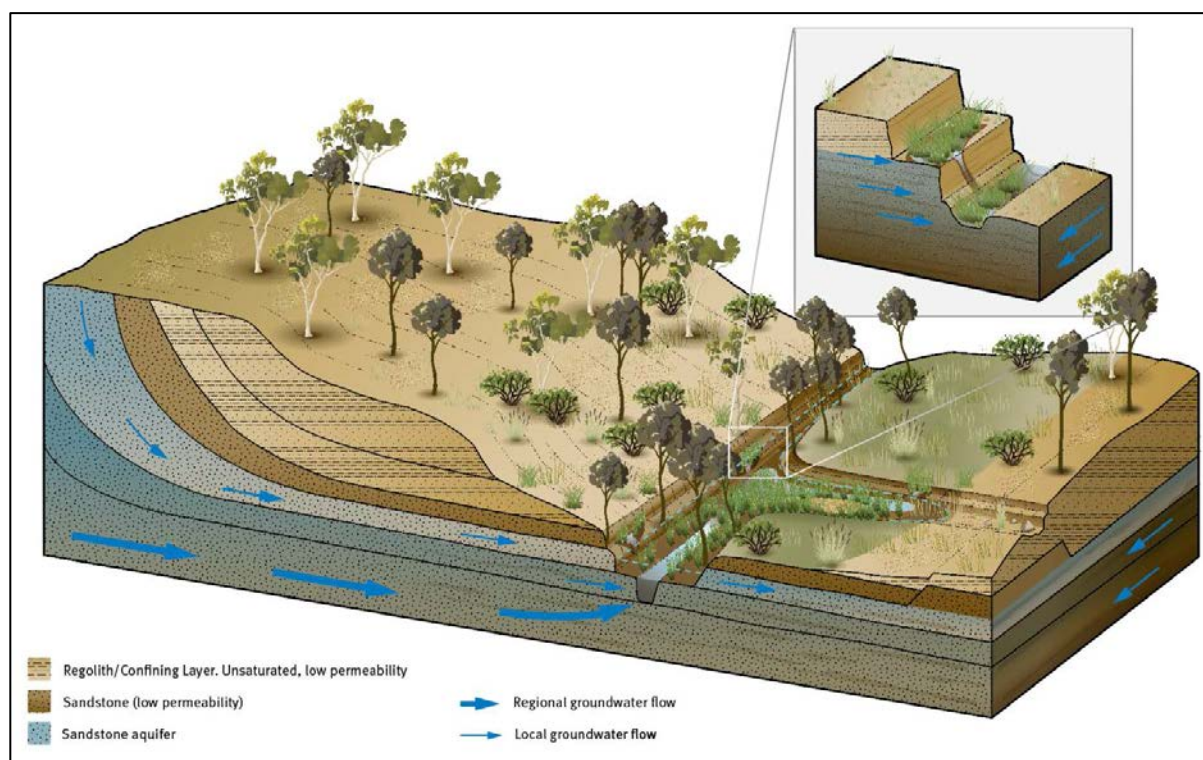 Regolith/Confining Layer. Unsaturated, low permeability
Sandstone (low permeability)
Sandstone aquifer
Regional groundwater flow
Local groundwater flow